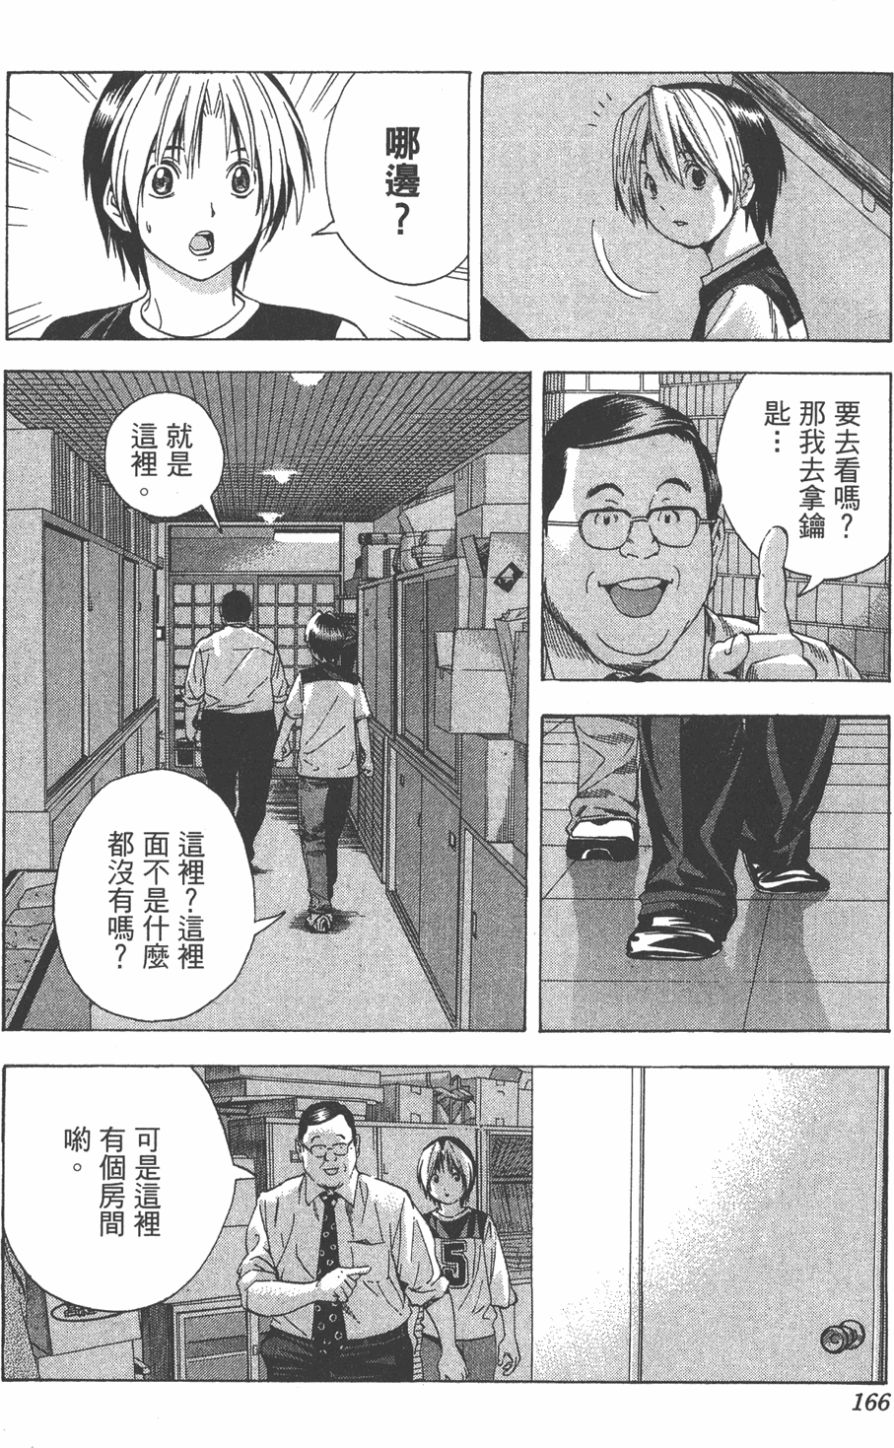 哪邊？
要去看嗎？
那我去拿鑰
匙…
就是
這裡。
這裡？這裡
面不是什麼
都沒有嗎？
5
可是這裡
有個房間
喲。
166